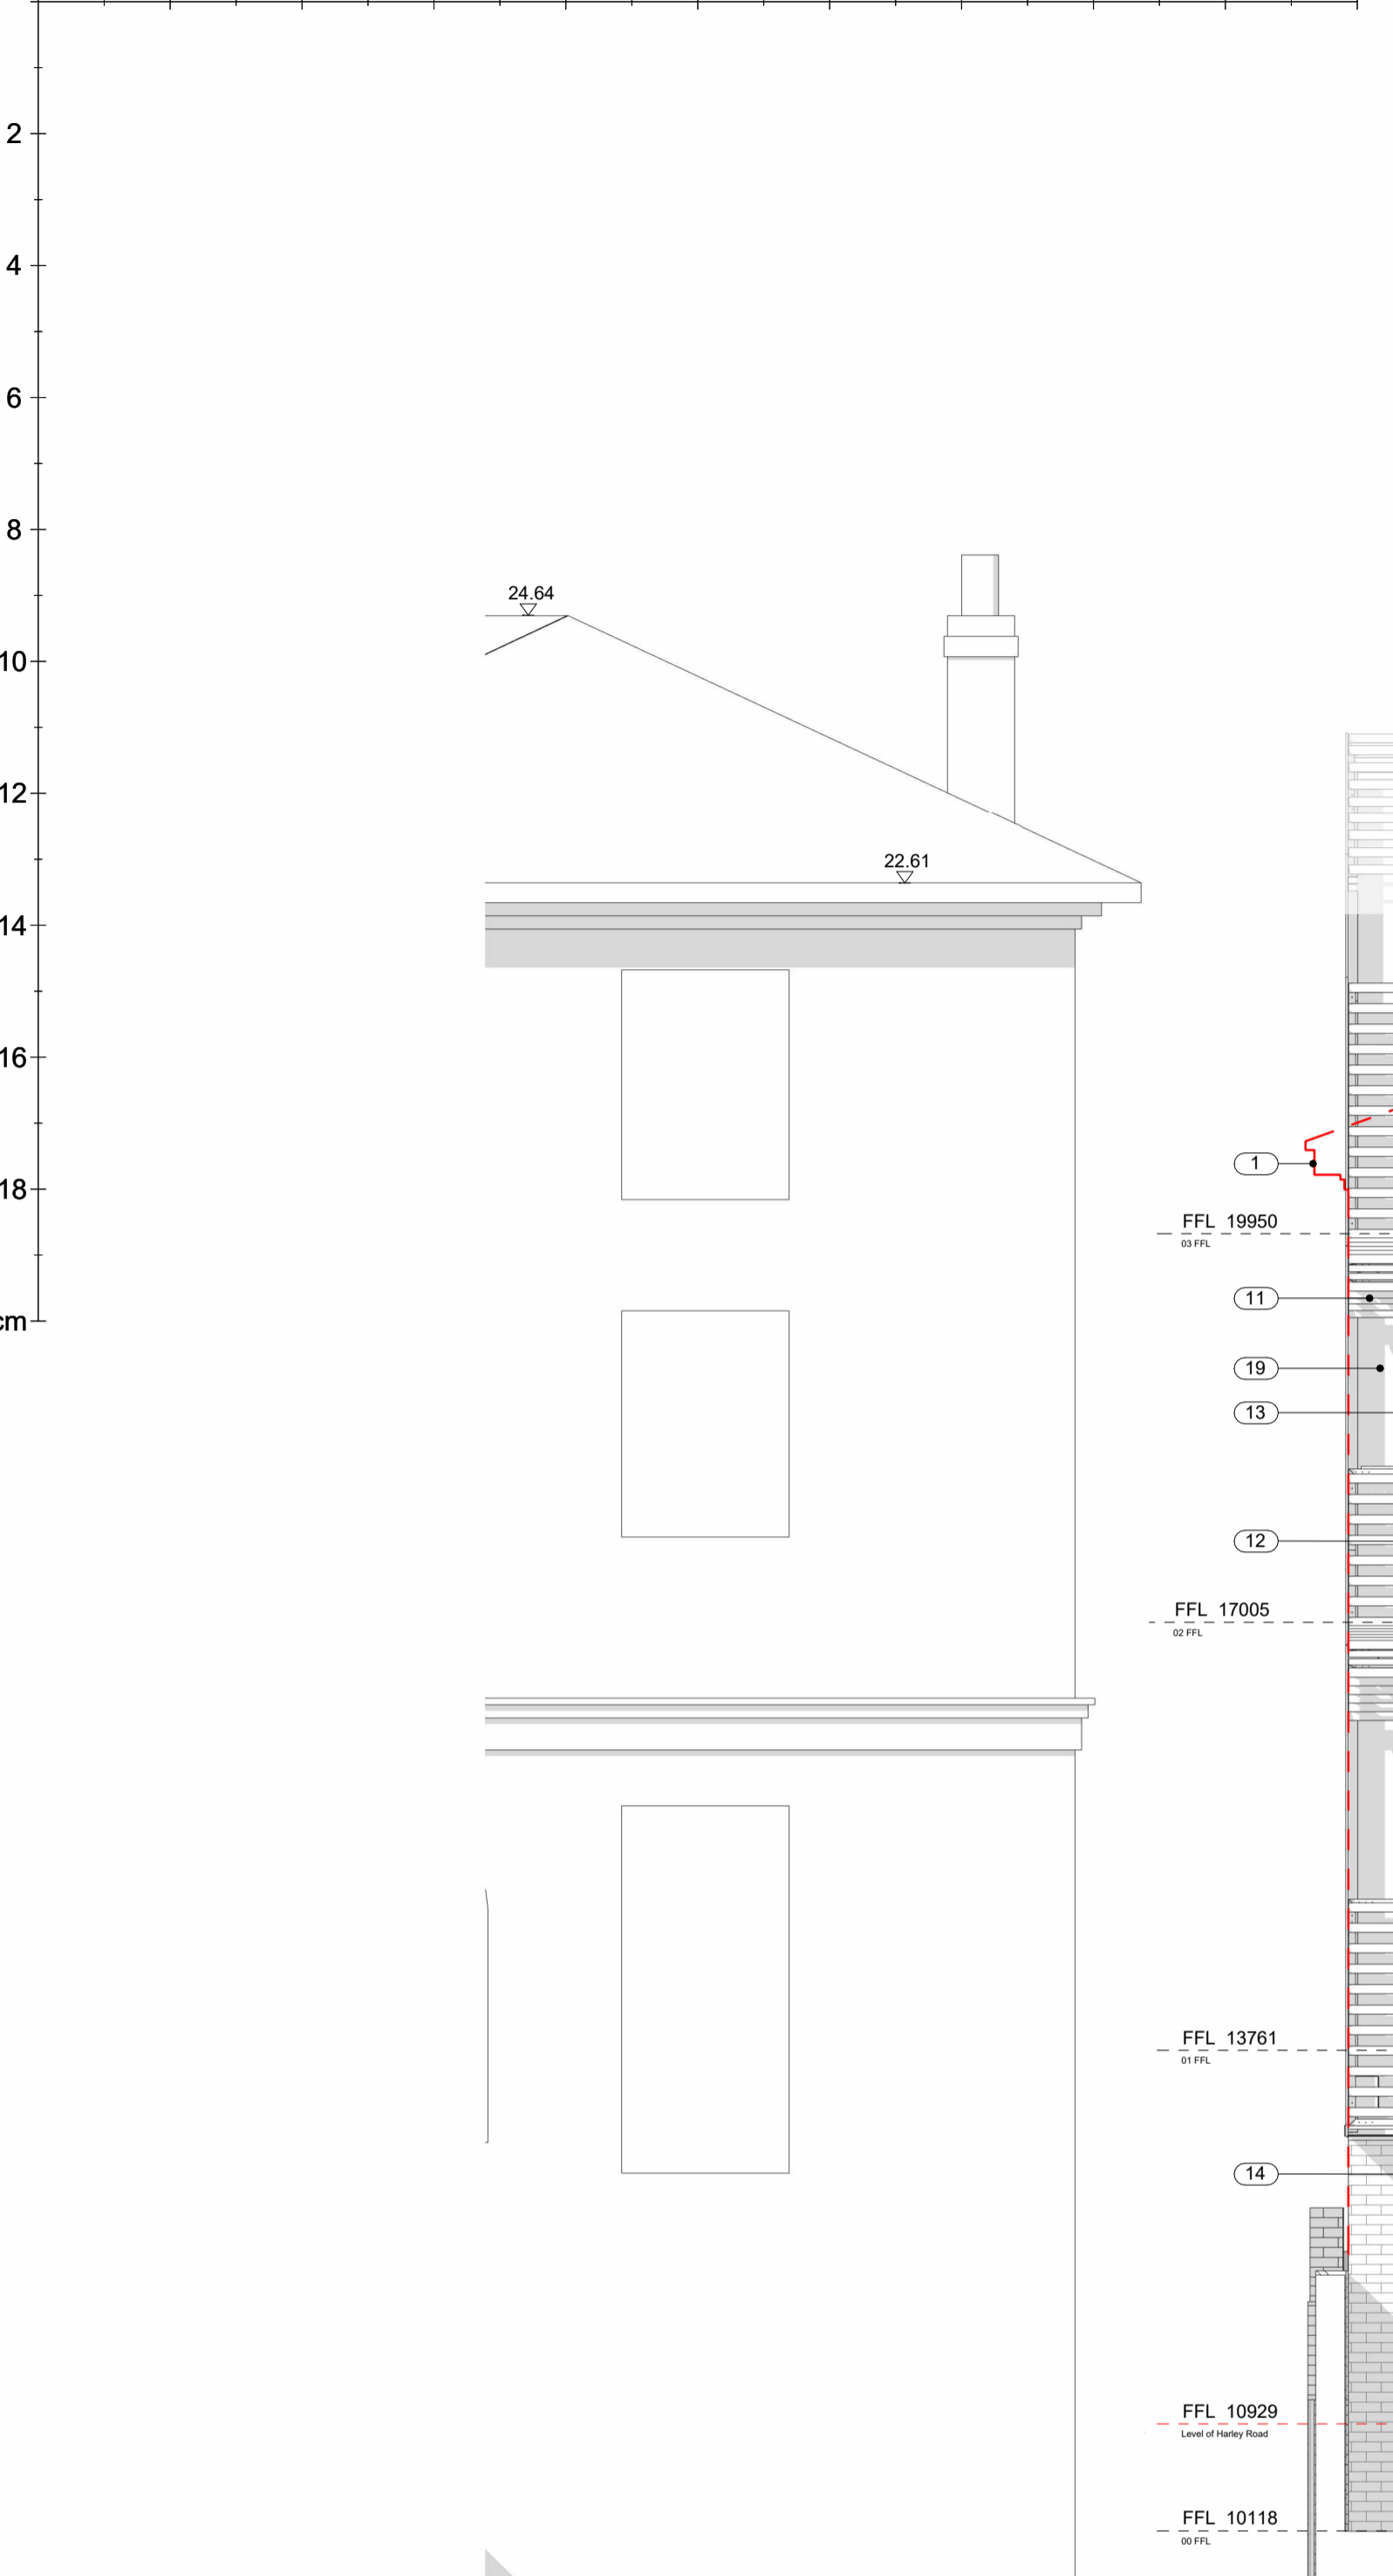 2
4
6
8
24.64
10
12
22.61
14
16
1
18
FFL 19950
03 FFL
11
cm
19
13
12
FFL 17005
02 FFL
FFL 13761
01 FFL
14
FFL 10929
Level of Harley Road
FFL 10118
00 FFL